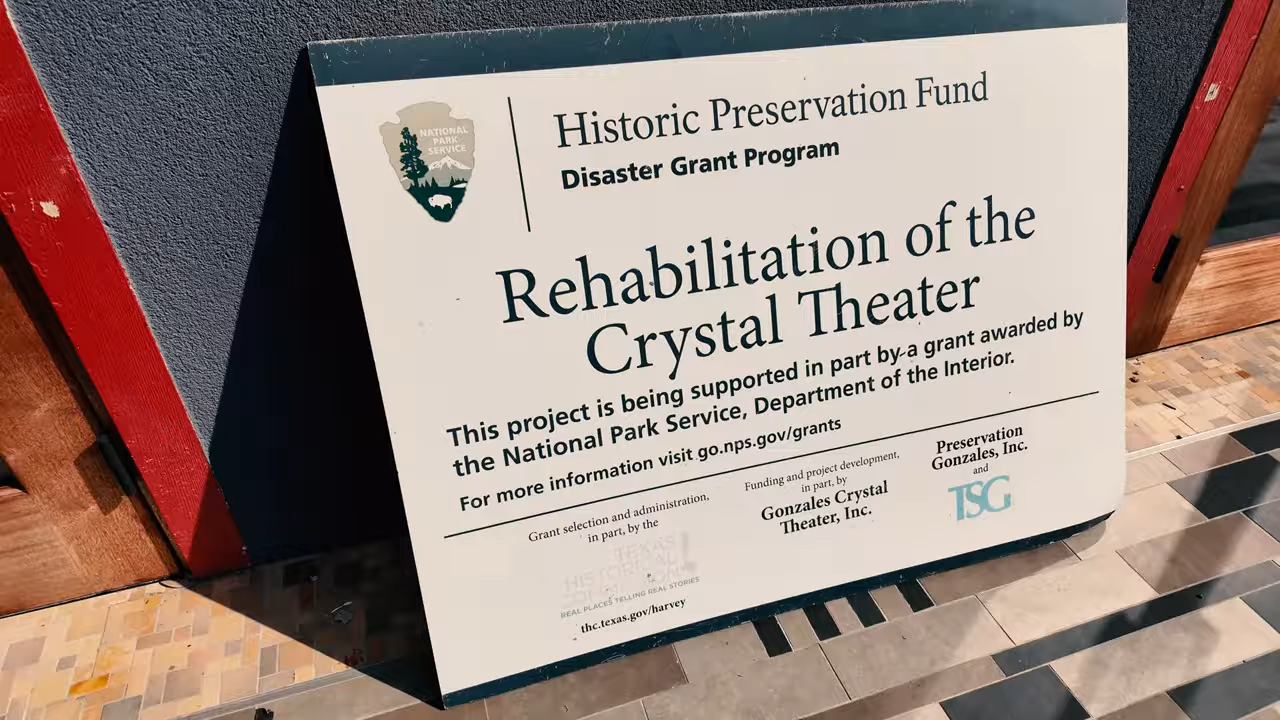 NATIONAL
PARK
SERVICE
Historic Preservation Fund
Disaster Grant Program
Rehabilitation of the
Crystal Theater
This project is being supported in part by a grant awarded by
the National Park Service, Department of the Interior.
For more information visit go.nps.gov/grants
Grant selection and administration,
in part, by the
TEXAS
HISTORICAL
COMMISSION
REAL PLACES TELLING REAL STORIES
thc.texas.gov/harvey
Funding and project development,
in part, by
Gonzales Crystal
Theater, Inc.
Preservation
Gonzales, Inc.
and
TSG